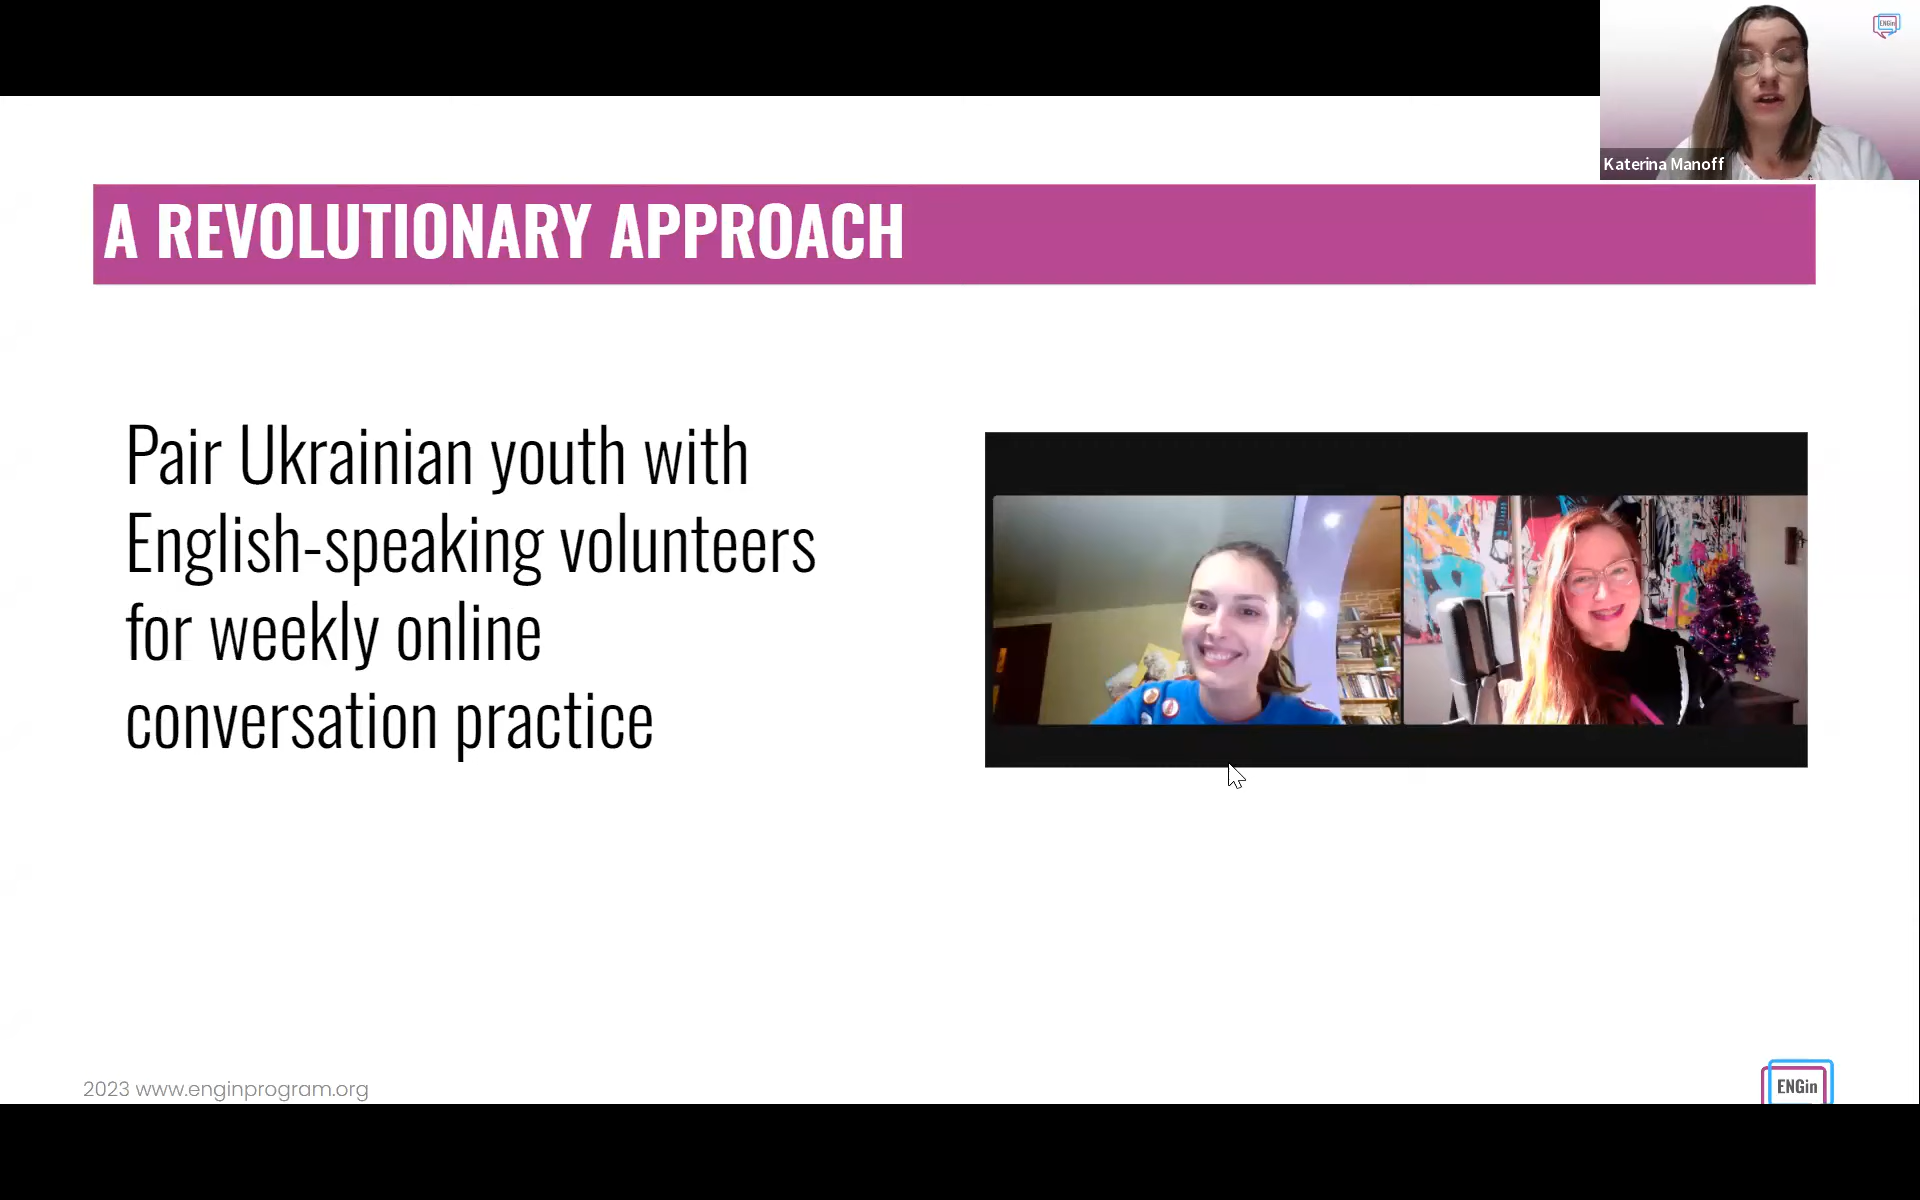 ENGin
Katerina Manoff
A REVOLUTIONARY APPROACH
Pair Ukrainian youth with
English-speaking volunteers
for weekly online
conversation practice
2023 www.enginprogram.org
ENGin